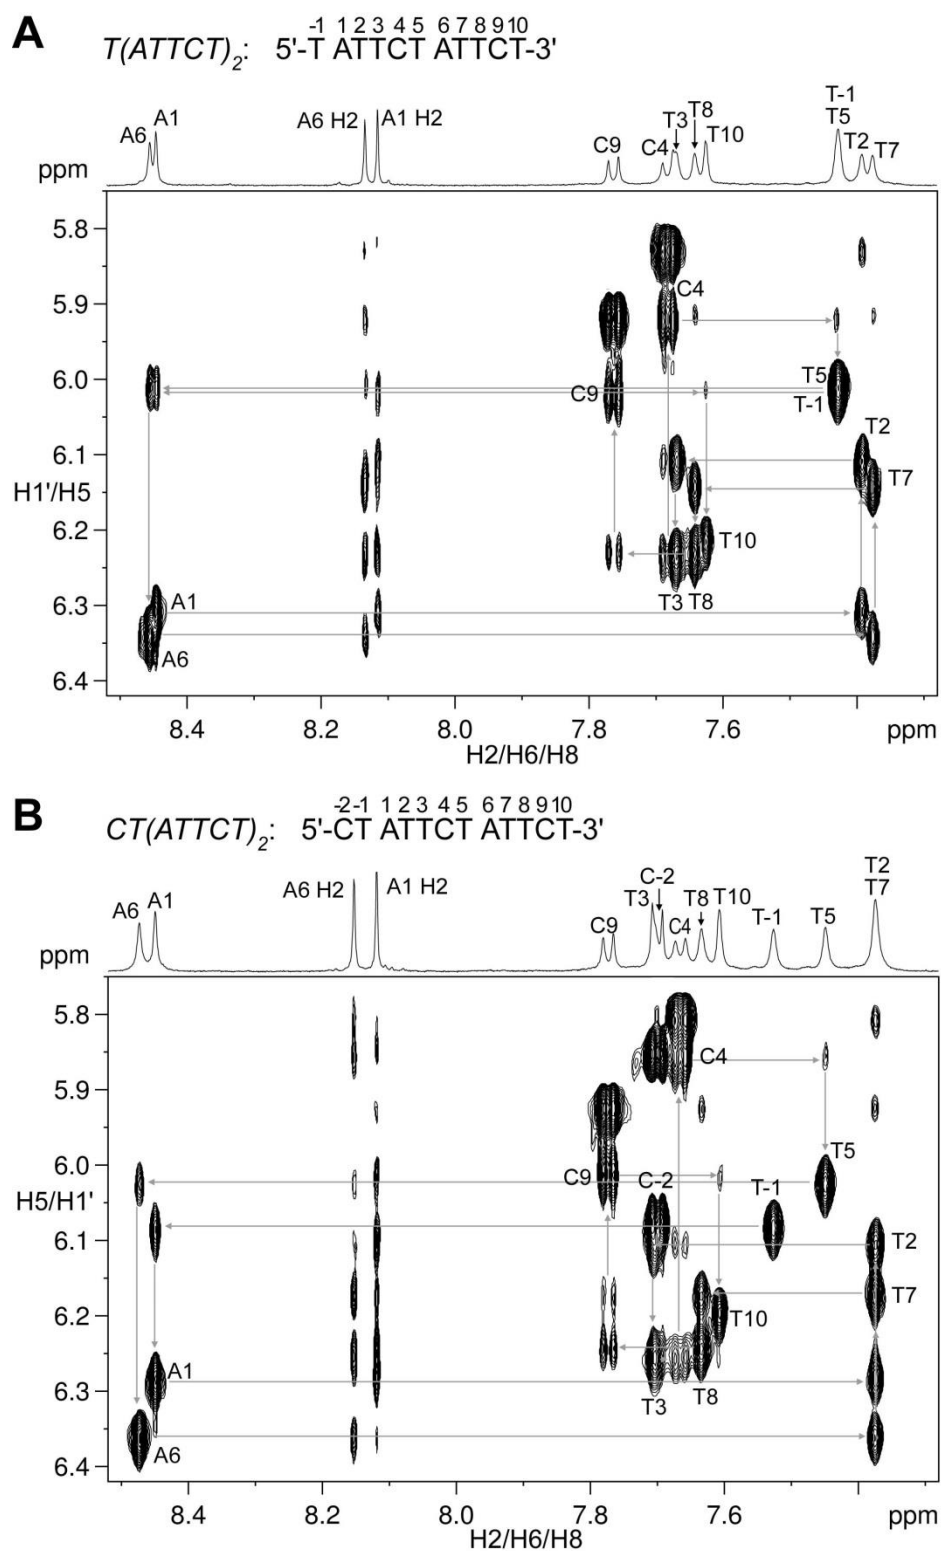 A
-1 1 2 3 4 5 6 7 8 9 10
T(ATTCT)2: 5'-T ATTCT ATTCT-3'
A6 A1 A6 H2 A1 H2 C9 C4 T3 T8 T10 T-1 T5 T2 T7
ppm
5.8
5.9
C4
6.0
T5
C9
T-1
T2
6.1
H1'/H5
T7
6.2
T10
6.3
A1
T3 T8
A6
6.4
8.4 8.2 8.0 7.8 7.6 ppm
H2/H6/H8
B
-2 -1 1 2 3 4 5 6 7 8 9 10
CT(ATTCT)2: 5'-CT ATTCT ATTCT-3'
A6 A1 A6 H2 A1 H2 C9 T3 C-2 C4 T8 T10 T-1 T5 T2 T7
ppm
5.8
C4
5.9
T5
6.0
C9 C-2 T-1
H5/H1'
6.1
T2
T7
6.2
T10
A1
6.3
T3 T8
A6
6.4
8.4 8.2 8.0 7.8 7.6 ppm
H2/H6/H8